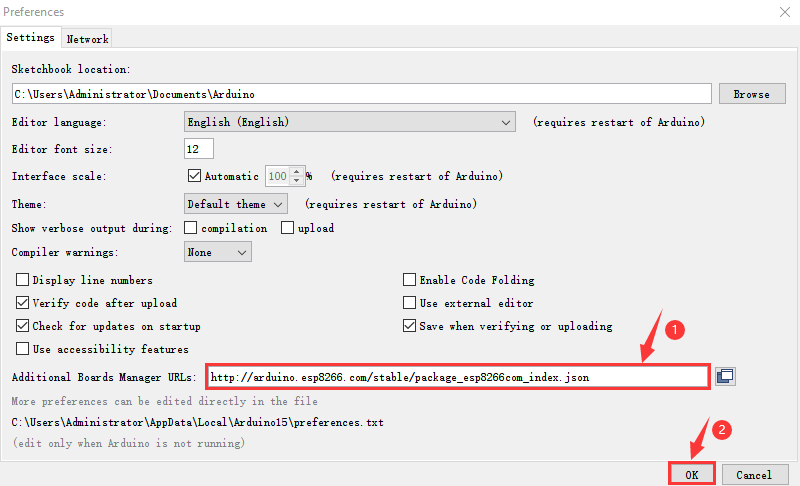 Preferences
Settings Network
Sketchbook location:
C:\Users\Administrator\Documents\Arduino Browse
Editor language: English (English) (requires restart of Arduino)
Editor font size: 12
Interface scale: Automatic 100 % (requires restart of Arduino)
Theme: Default theme (requires restart of Arduino)
Show verbose output during: compilation upload
Compiler warnings: None
Display line numbers Enable Code Folding
Verify code after upload Use external editor
Check for updates on startup Save when verifying or uploading
1
Use accessibility features
Additional Boards Manager URLs: http://arduino.esp8266.com/stable/package_esp8266com_index.json
More preferences can be edited directly in the file
C:\Users\Administrator\AppData\Local\Arduino15\preferences.txt
2
(edit only when Arduino is not running)
OK Cancel